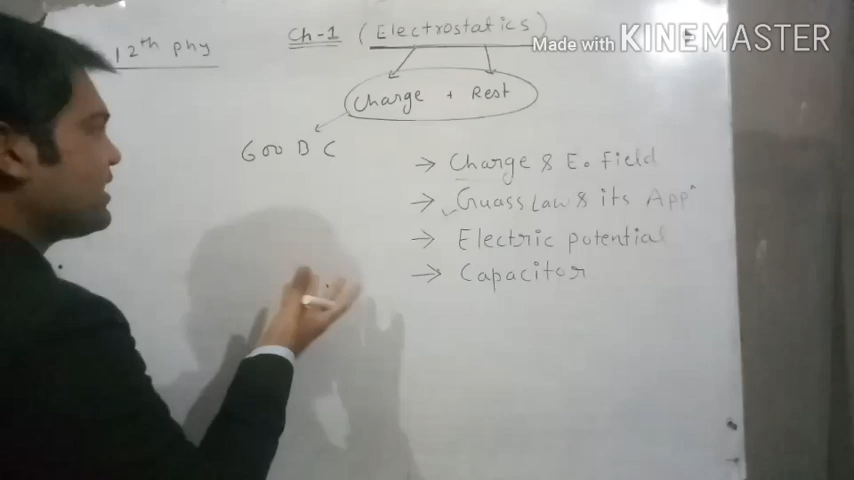 12th phy
Ch-1 (Electrostatics)
Made with KINEMASTER
Charge + Rest
600 B C
→ Charge & E. Field
→ Guass Law & its App^n
→ Electric potential
→ Capacitor